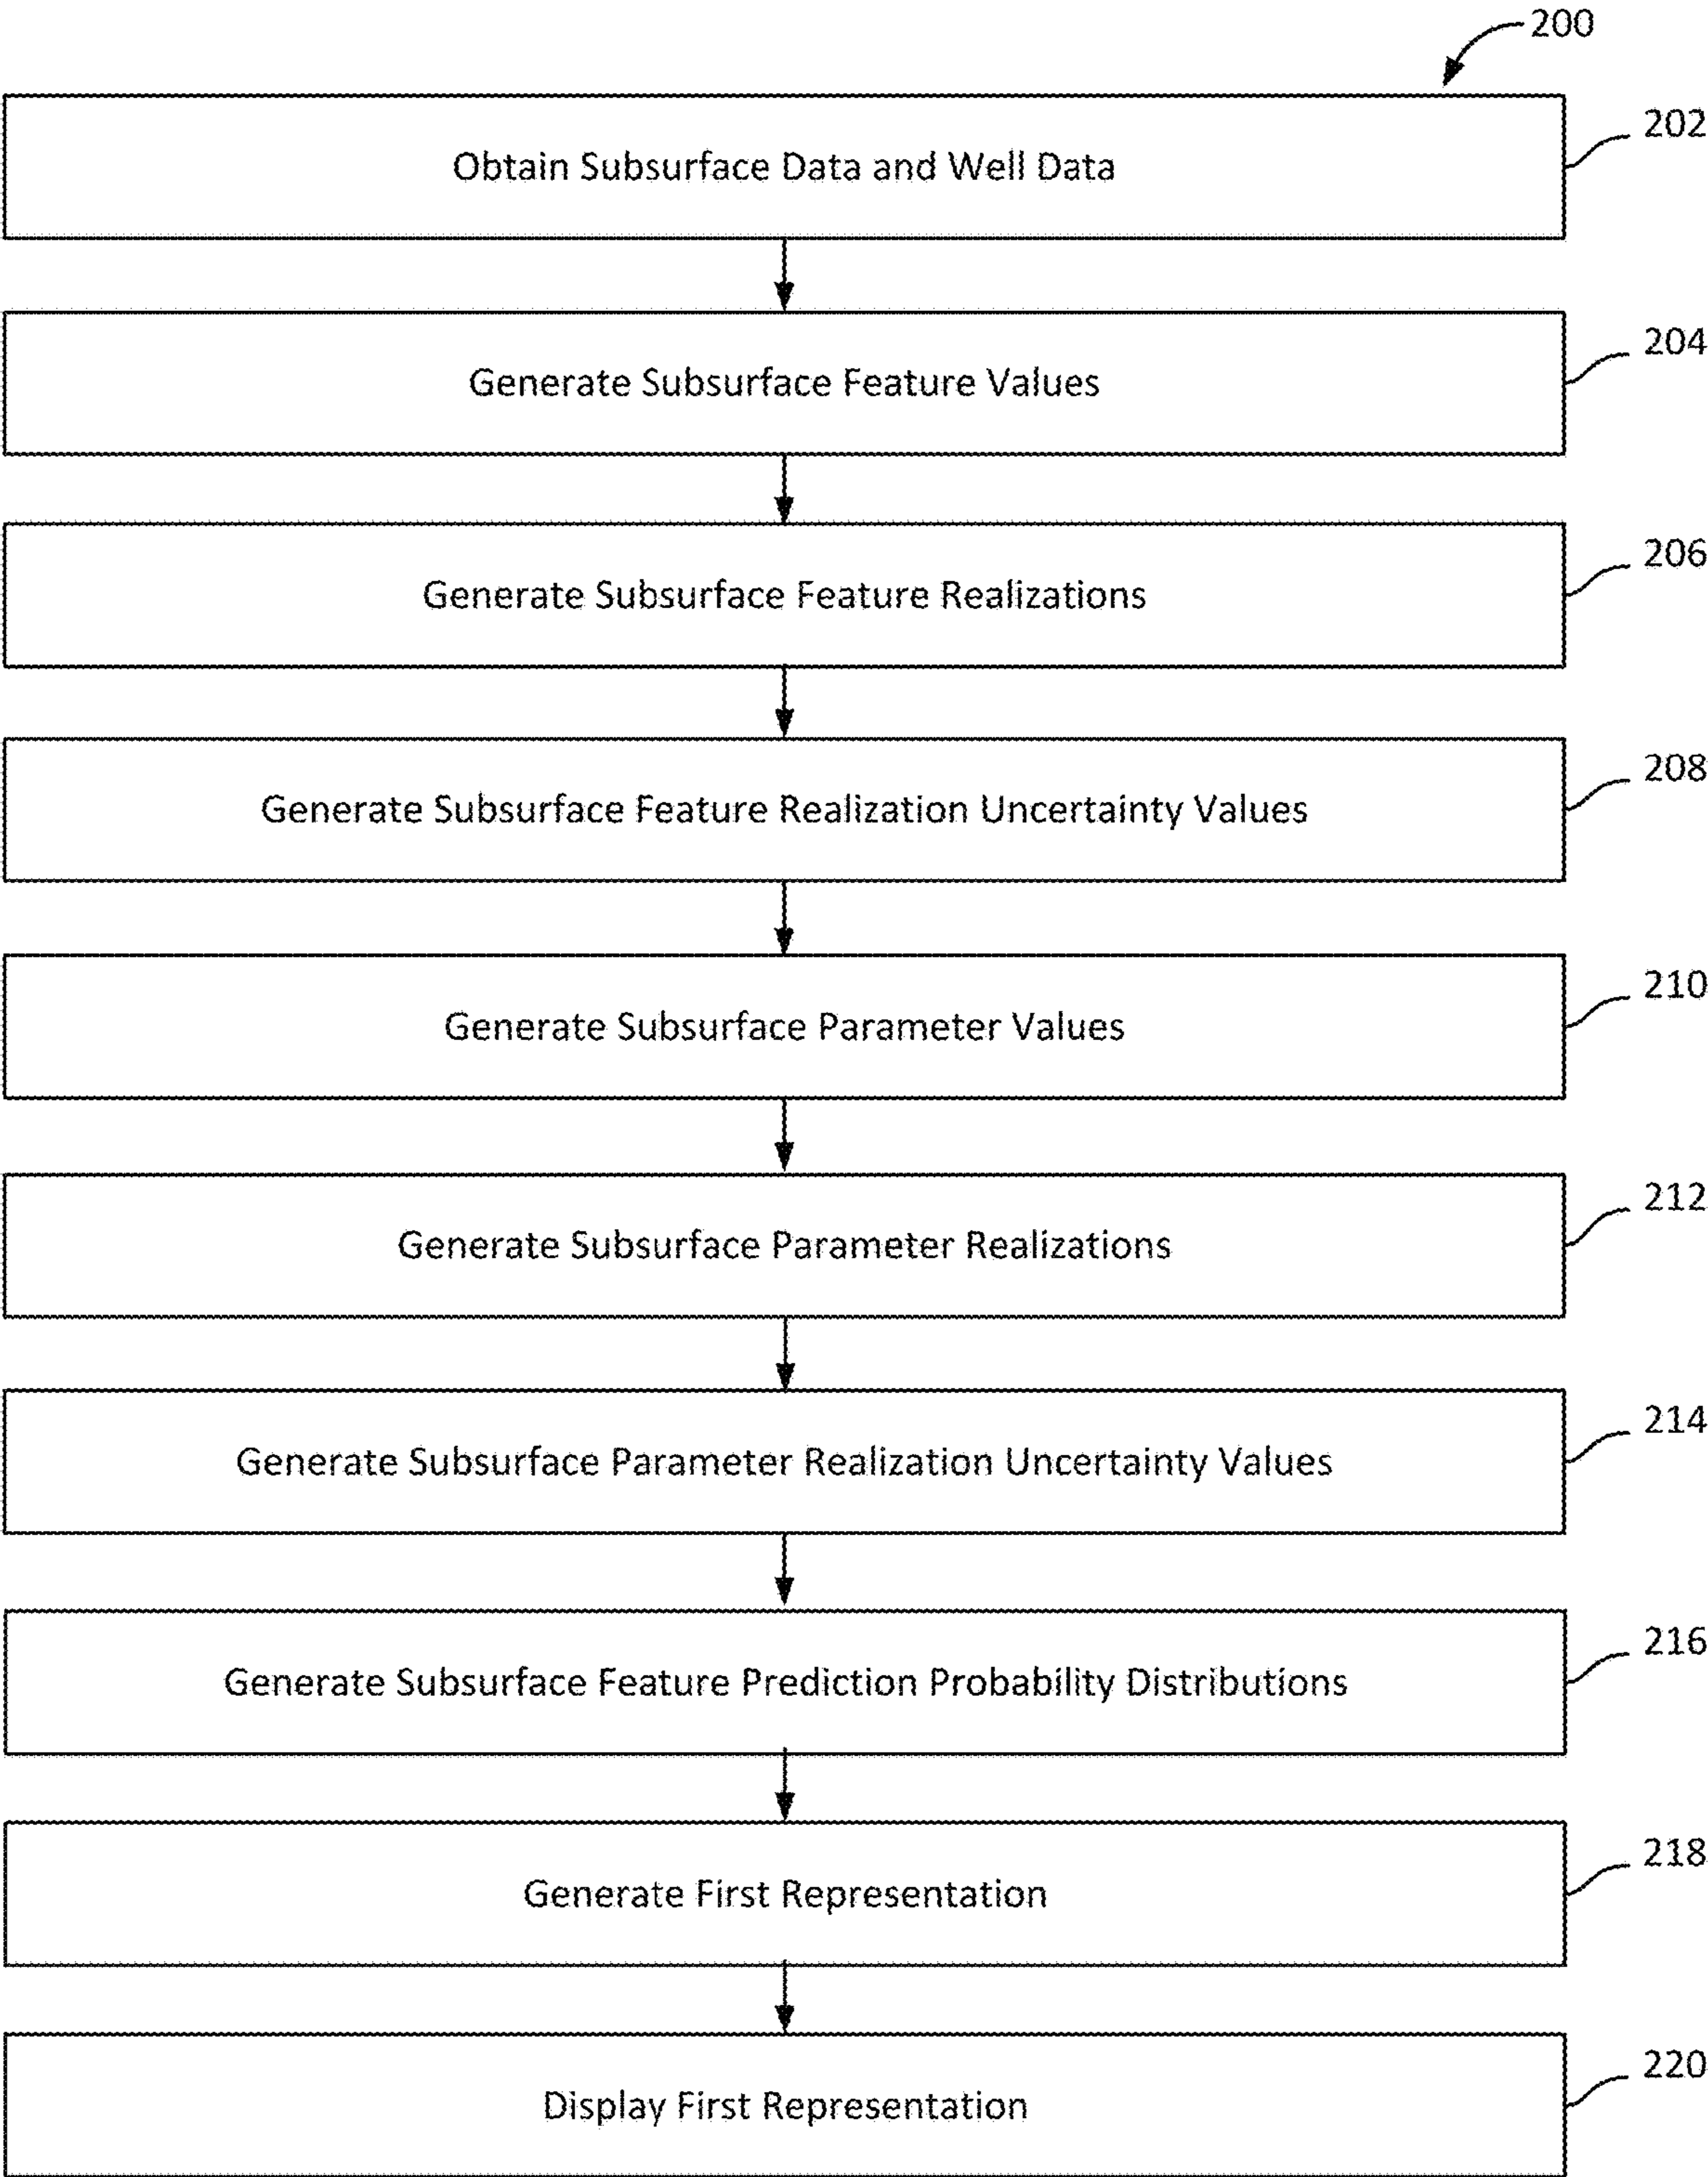 200
Obtain Subsurface Data and Well Data
202
Generate Subsurface Feature Values
204
Generate Subsurface Feature Realizations
206
Generate Subsurface Feature Realization Uncertainty Values
208
Generate Subsurface Parameter Values
210
Generate Subsurface Parameter Realizations
212
Generate Subsurface Parameter Realization Uncertainty Values
214
Generate Subsurface Feature Prediction Probability Distributions
216
Generate First Representation
218
Display First Representation
220